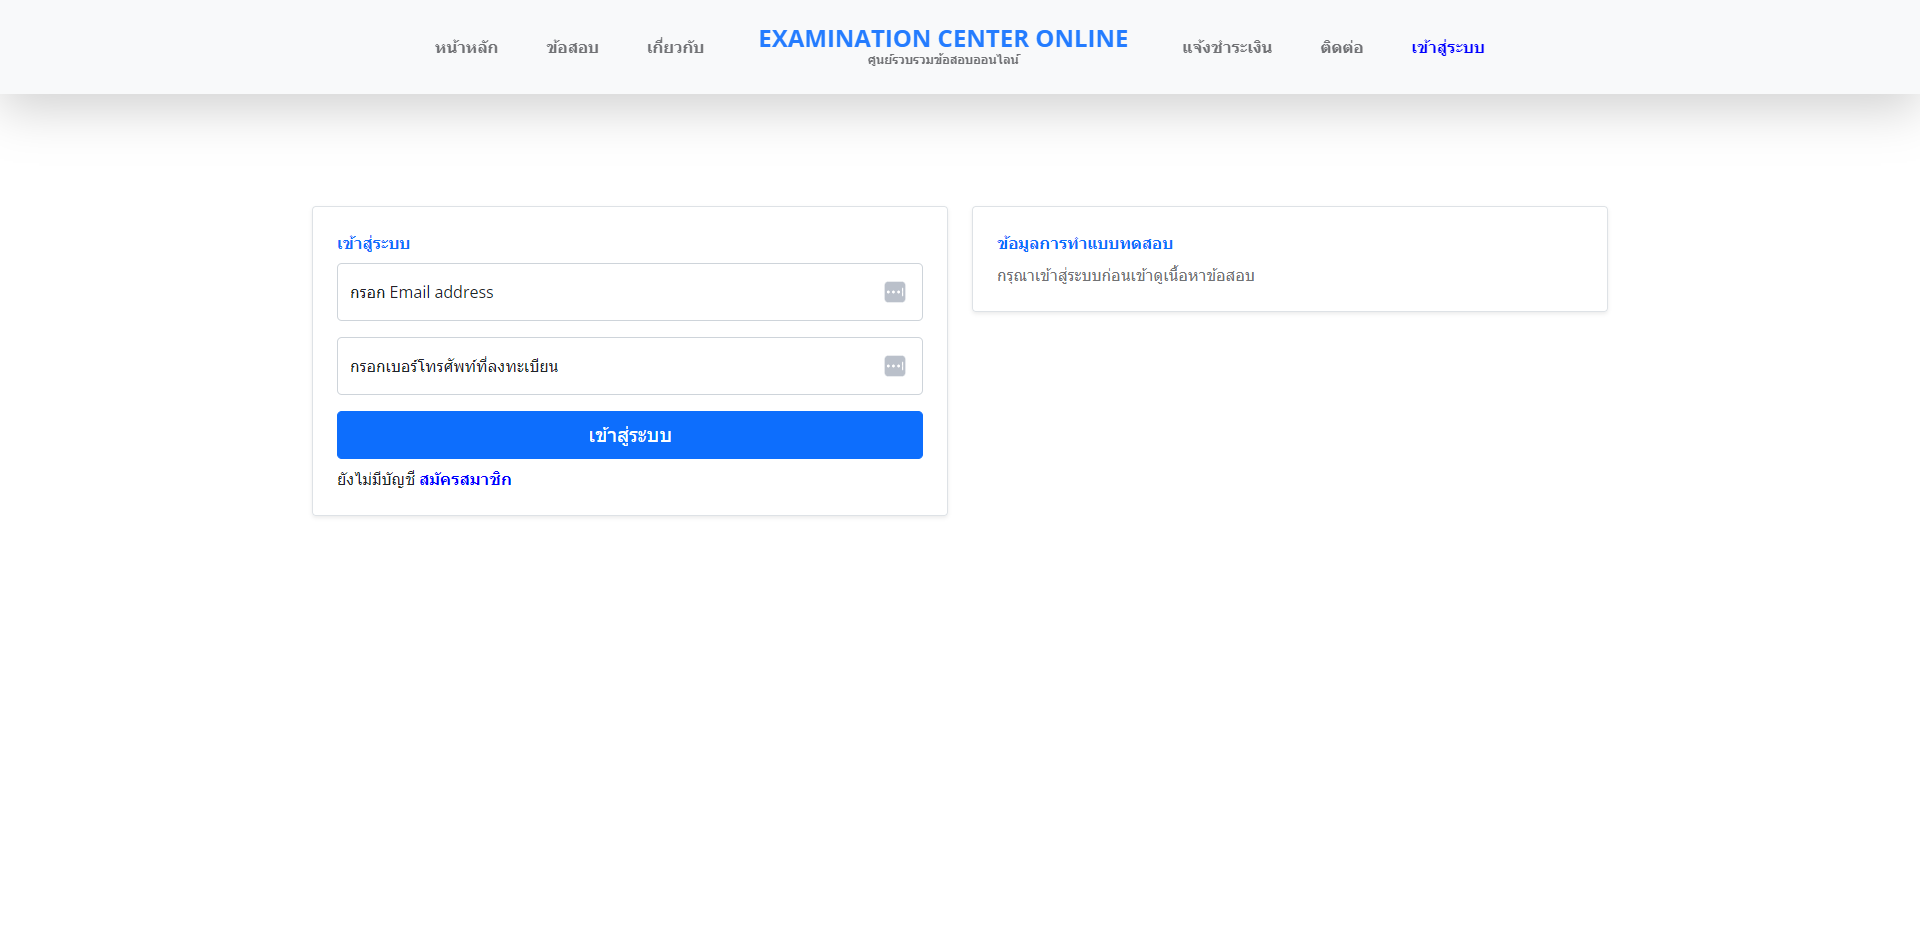 หน้าหลัก
ข้อสอบ
เกี่ยวกับ
EXAMINATION CENTER ONLINE
ศูนย์รวบรวมข้อสอบออนไลน์
แจ้งชำระเงิน
ติดต่อ
เข้าสู่ระบบ
เข้าสู่ระบบ
กรอก Email address
กรอกเบอร์โทรศัพท์ที่ลงทะเบียน
เข้าสู่ระบบ
ยังไม่มีบัญชี สมัครสมาชิก
ข้อมูลการทำแบบทดสอบ
กรุณาเข้าสู่ระบบก่อนเข้าดูเนื้อหาข้อสอบ